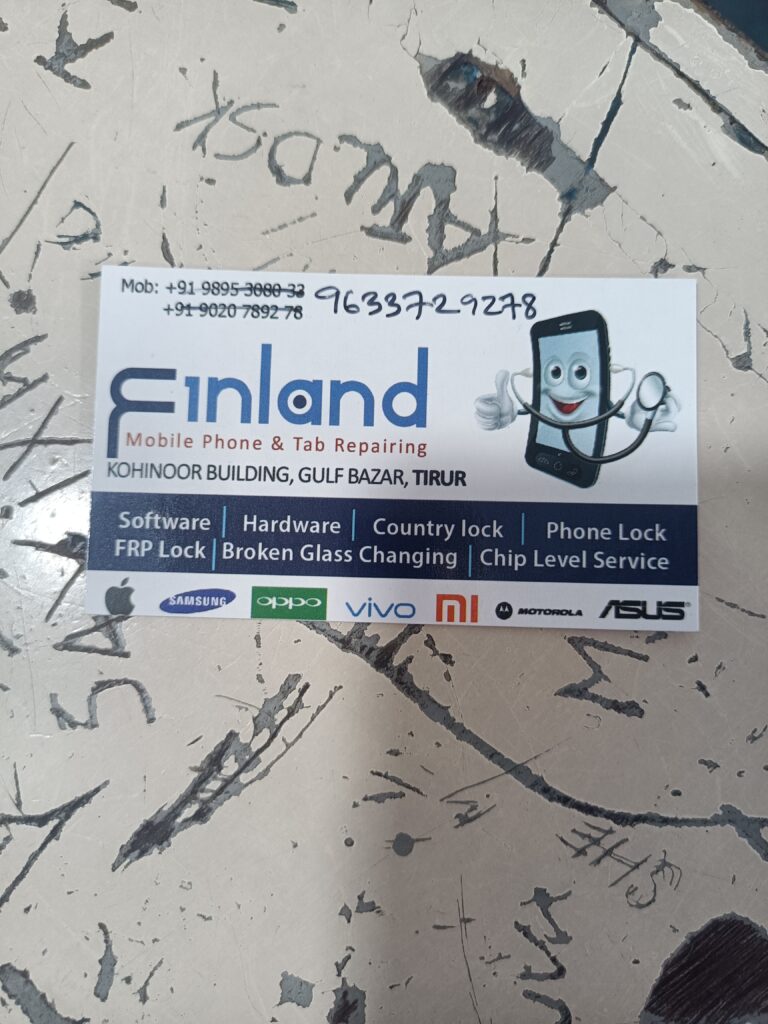 Mob: +91 9895 3080 33 9633729278
+91 9020 7892 78
Finland
Mobile Phone & Tab Repairing
KOHINOOR BUILDING, GULF BAZAR, TIRUR
Software | Hardware | Country lock | Phone Lock
FRP Lock | Broken Glass Changing | Chip Level Service
SAMSUNG oppo vivo MI MOTOROLA /ISUS